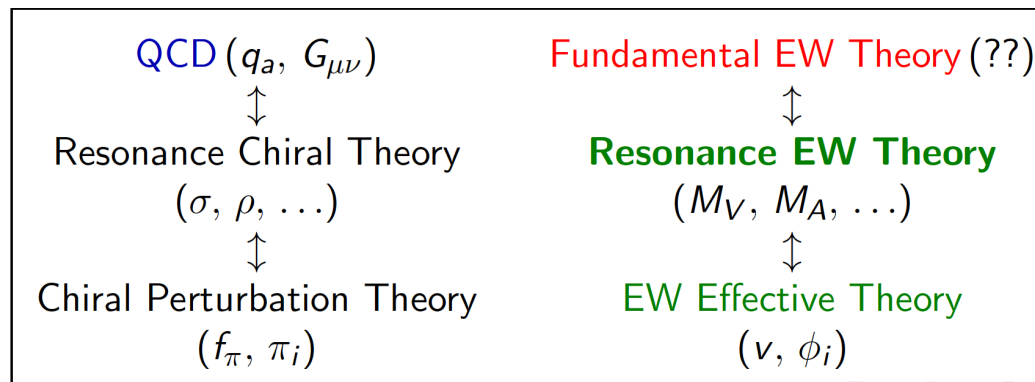 QCD (q_a, G_μν)
↕
Resonance Chiral Theory
(σ, ρ, …)
↕
Chiral Perturbation Theory
(f_π, π_i)
Fundamental EW Theory (??)
↕
Resonance EW Theory
(M_V, M_A, …)
↕
EW Effective Theory
(v, ϕ_i)